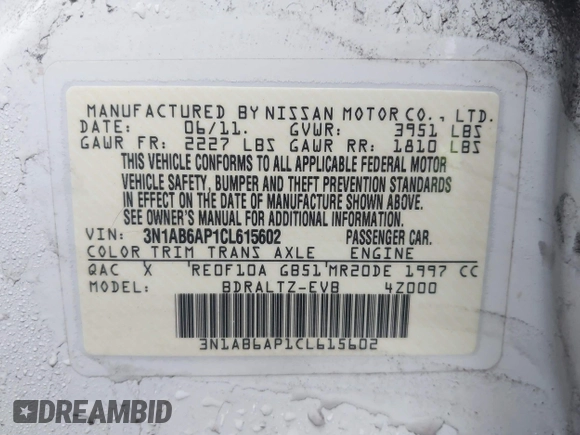 MANUFACTURED BY NISSAN MOTOR CO., LTD.
DATE: 06/11. GVWR: 3951 LBS
GAWR FR: 2227 LBS GAWR RR: 1810 LBS
THIS VEHICLE CONFORMS TO ALL APPLICABLE FEDERAL MOTOR
VEHICLE SAFETY, BUMPER AND THEFT PREVENTION STANDARDS
IN EFFECT ON THE DATE OF MANUFACTURE SHOWN ABOVE.
SEE OWNER'S MANUAL FOR ADDITIONAL INFORMATION.
VIN: 3N1AB6AP1CL615602 PASSENGER CAR.
COLOR TRIM TRANS AXLE ENGINE
QAC X RE0F10A GB51 MR20DE 1997 CC
MODEL: BDRALTZ-EVB 4Z000
3N1AB6AP1CL615602
DREAMBID